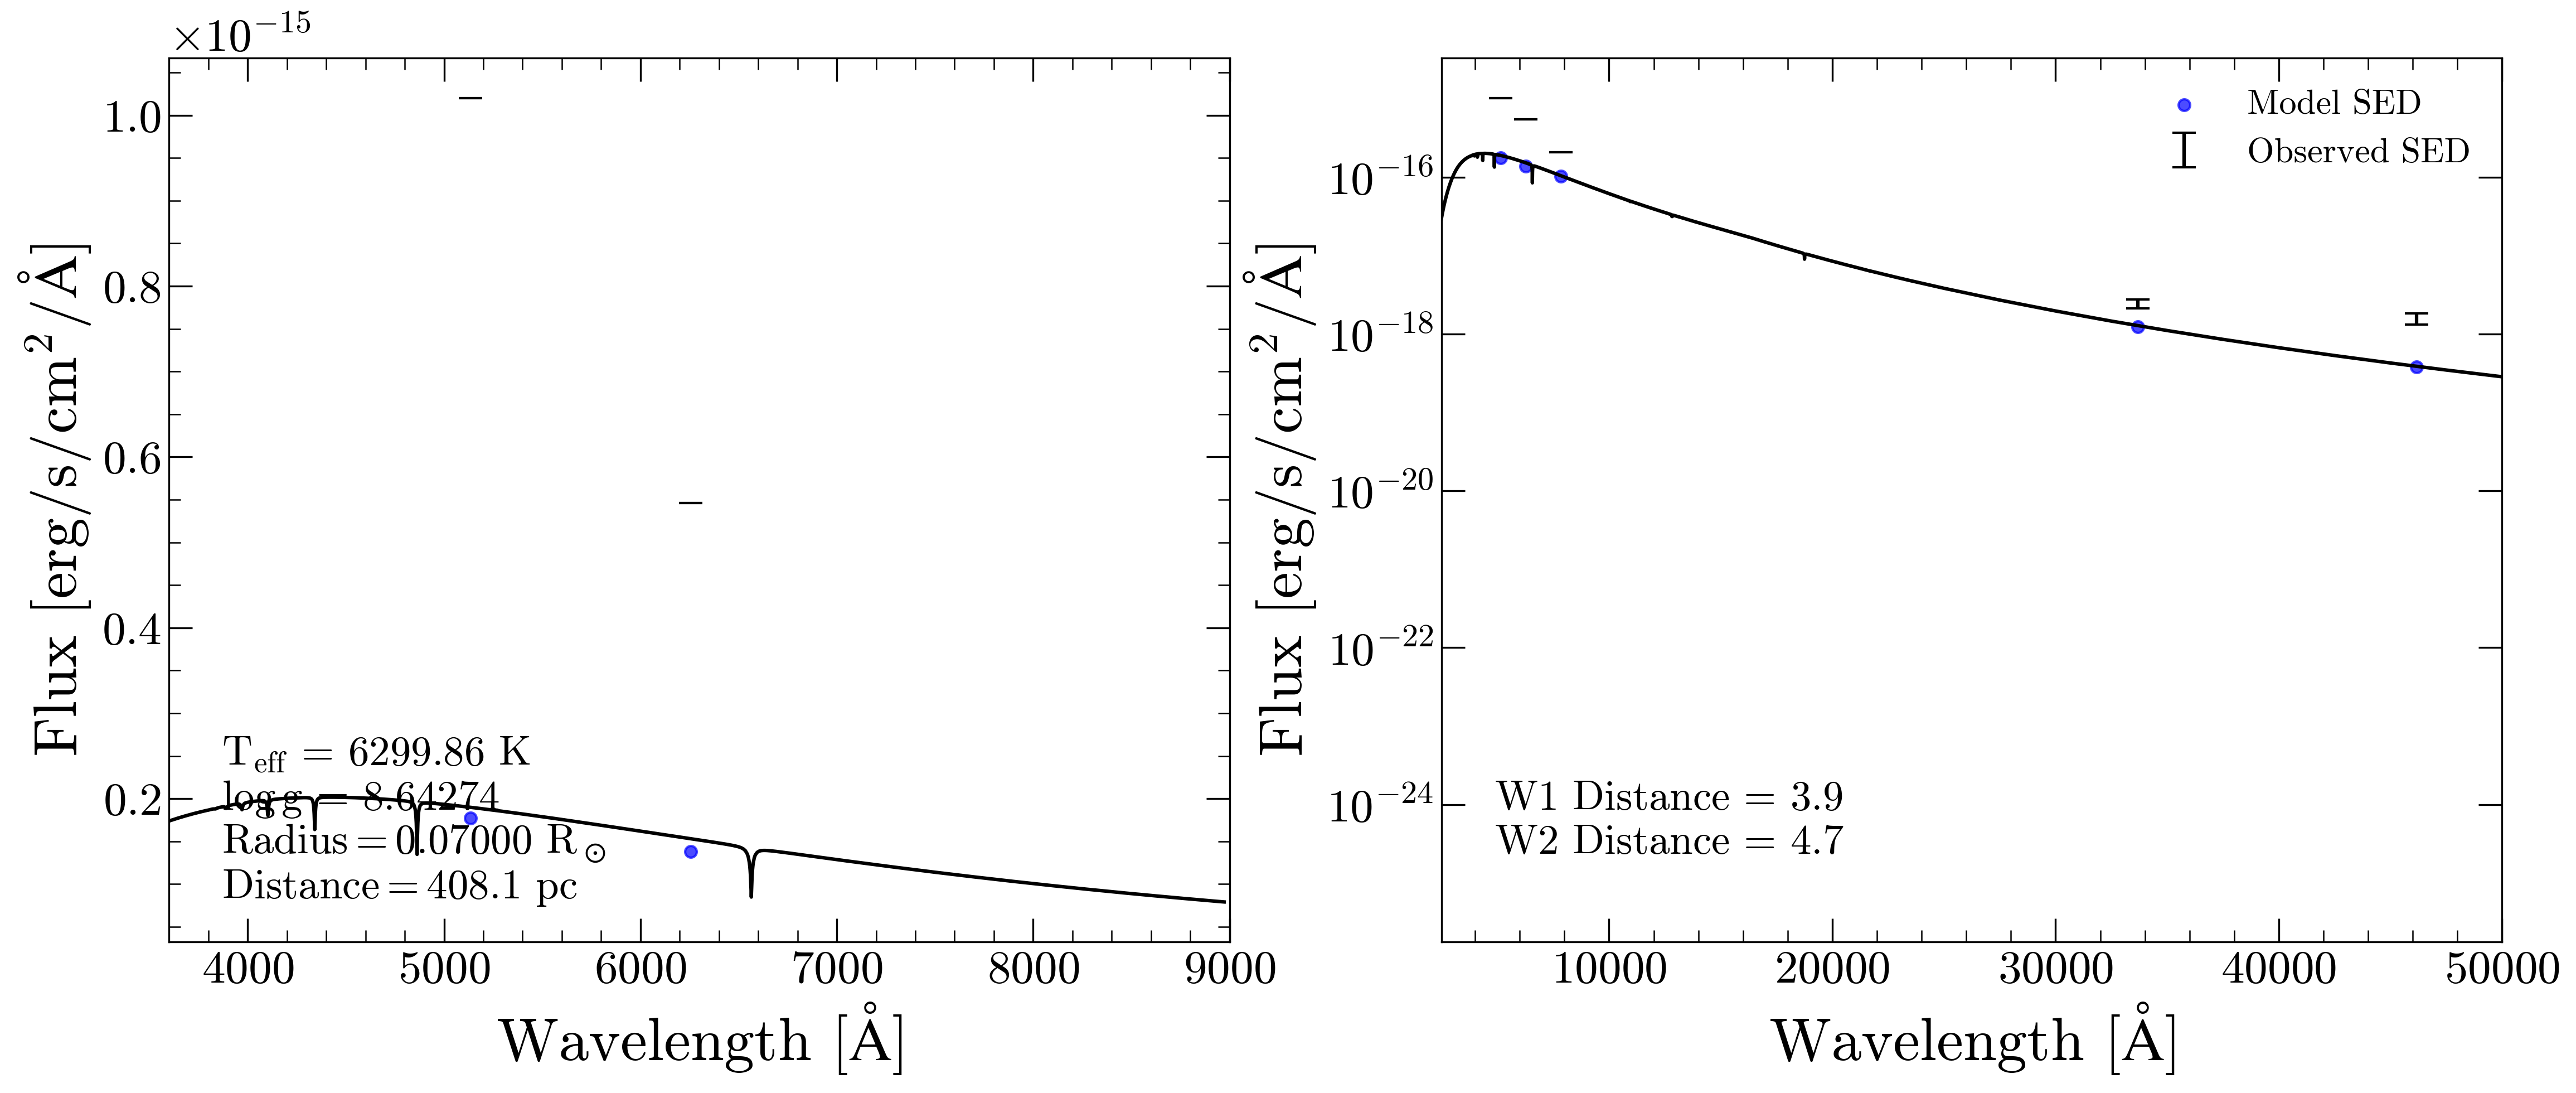 ×10⁻¹⁵
1.0
0.8
0.6
0.4
0.2
Flux [erg/s/cm²/Å]
T_eff = 6299.86 K
log g = 8.64274
Radius = 0.07000 R_⊙
Distance = 408.1 pc
4000 5000 6000 7000 8000 9000
Wavelength [Å]
Model SED
Observed SED
10⁻¹⁶
10⁻¹⁸
10⁻²⁰
10⁻²²
10⁻²⁴
Flux [erg/s/cm²/Å]
W1 Distance = 3.9
W2 Distance = 4.7
10000 20000 30000 40000 50000
Wavelength [Å]